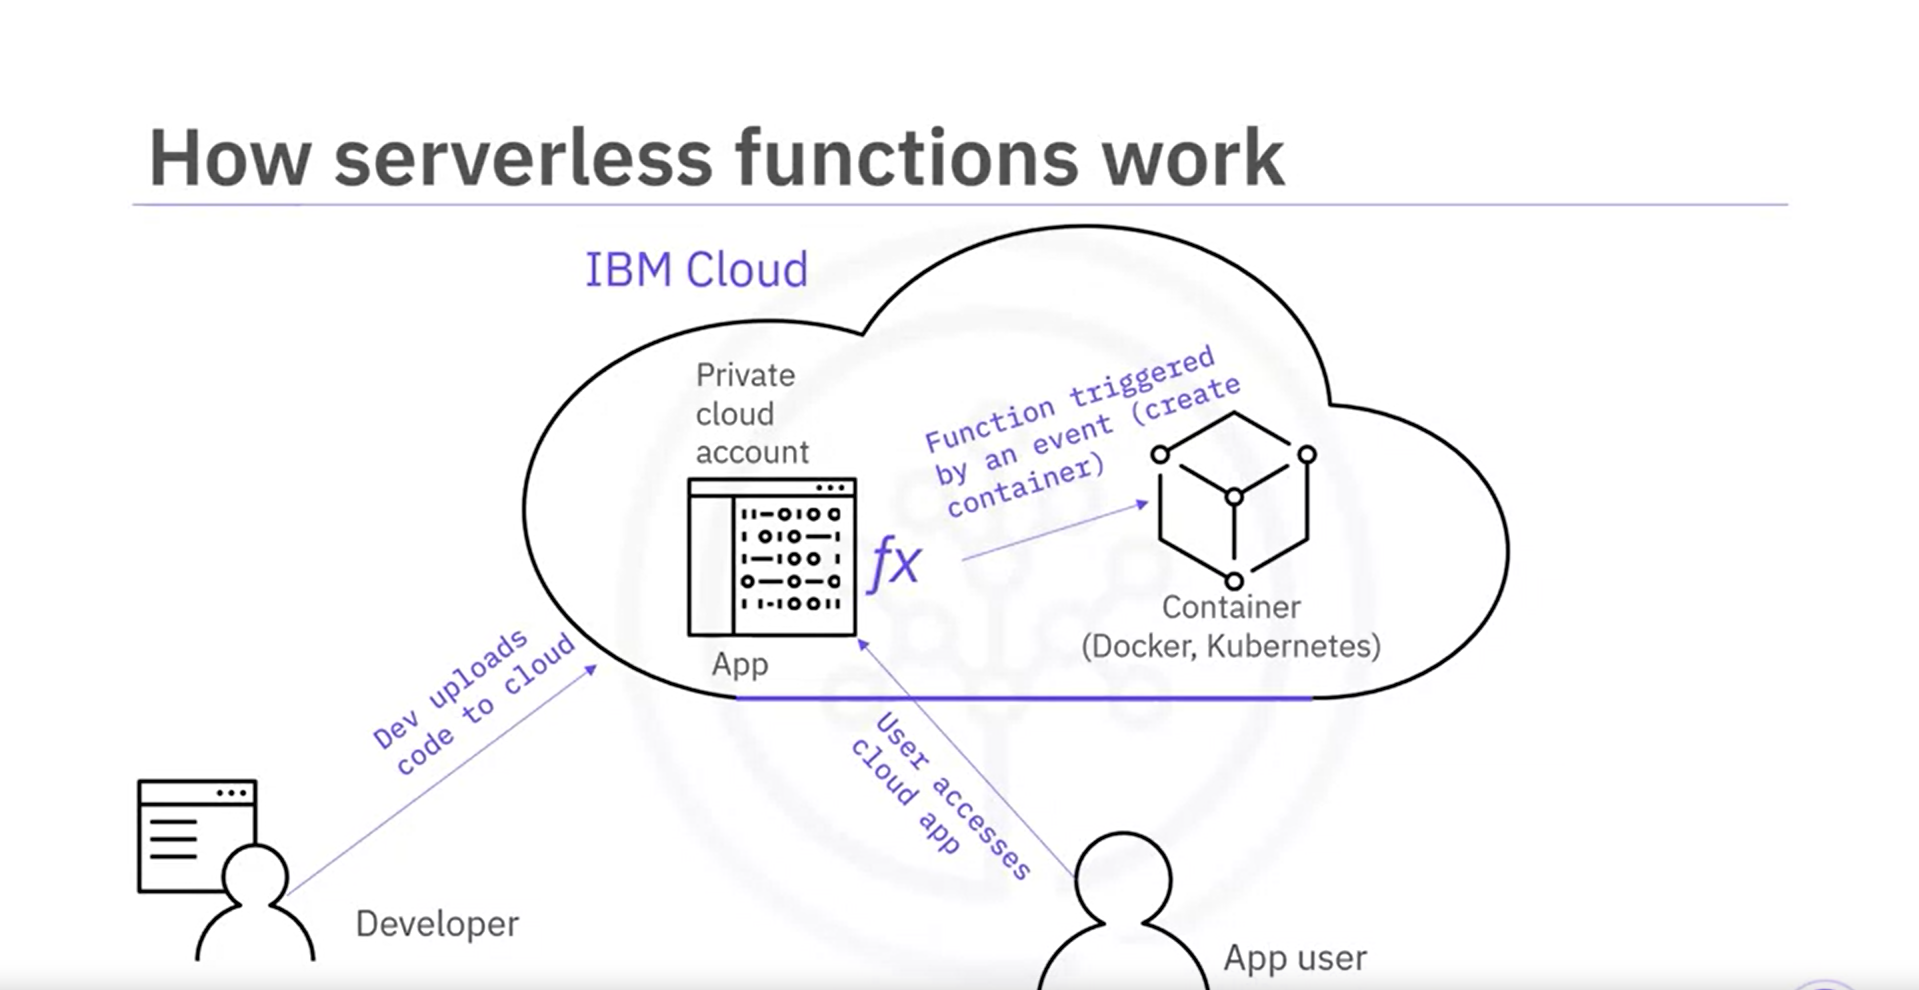 How serverless functions work
IBM Cloud
Private
cloud
account
Function triggered
by an event (create
container)
fx
App
Container
(Docker, Kubernetes)
Dev uploads
code to cloud
User accesses
cloud app
Developer
App user